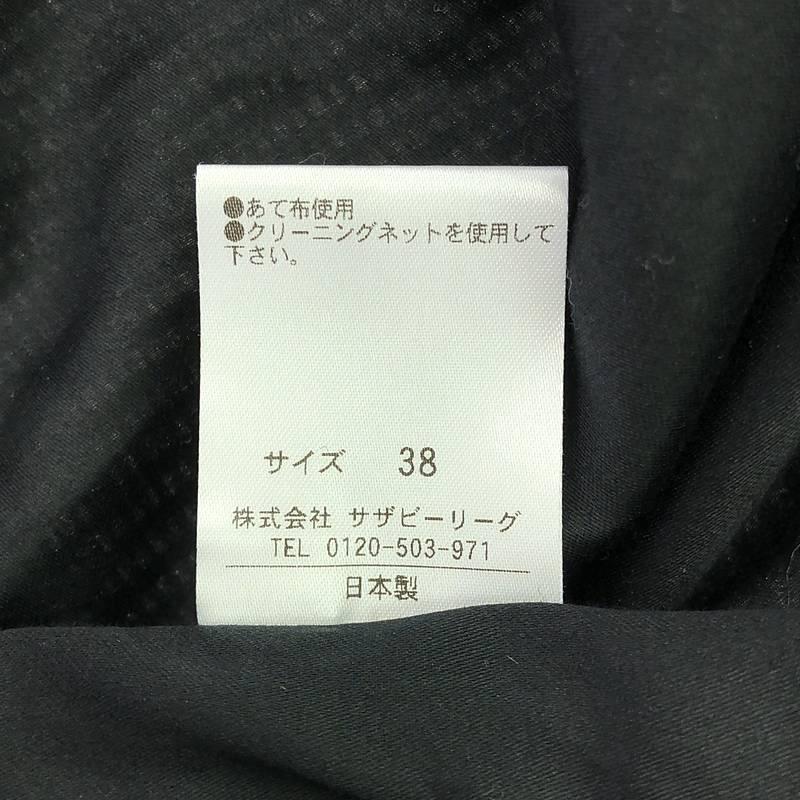 ●あて布使用
●クリーニングネットを使用して
下さい。
サイズ 38
株式会社 サザビーリーグ
TEL 0120-503-971
日本製